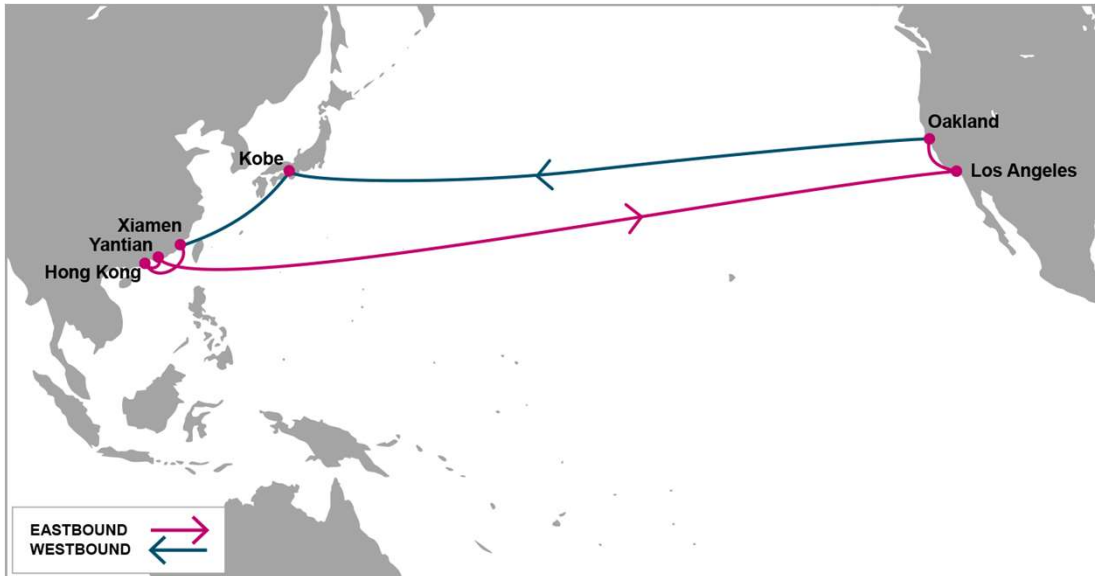 Oakland
Kobe
Los Angeles
Xiamen
Yantian
Hong Kong
EASTBOUND
WESTBOUND